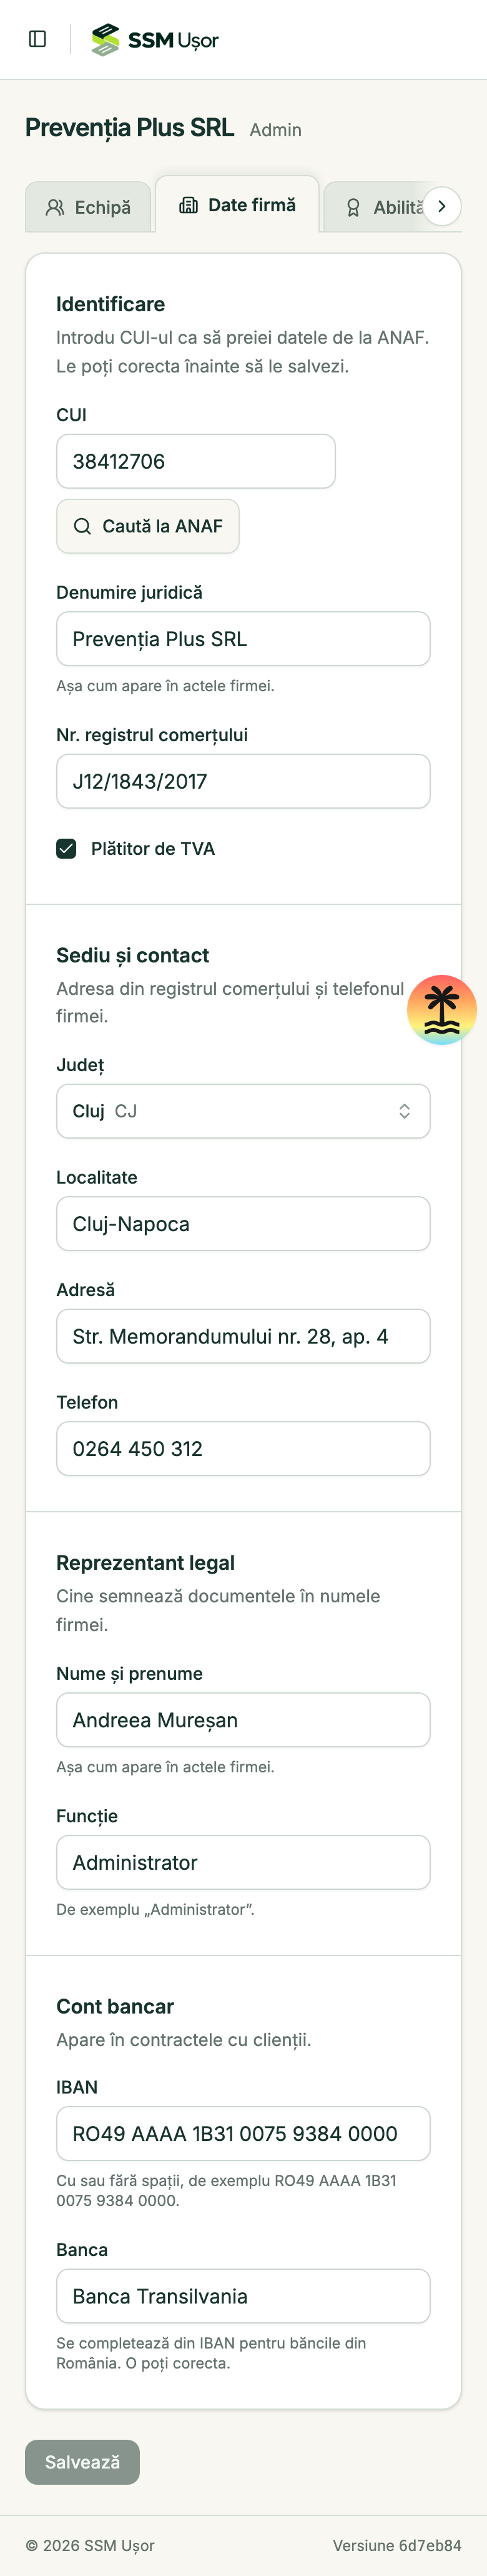 SSM Ușor
Prevenția Plus SRL Admin
Echipă Date firmă
Identificare
Introdu CUI-ul ca să preiei datele de la ANAF.
Le poți corecta înainte să le salvezi.
CUI
38412706
Caută la ANAF
Denumire juridică
Prevenția Plus SRL
Așa cum apare în actele firmei.
Nr. registrul comerțului
J12/1843/2017
Plătitor de TVA
Sediu și contact
Adresa din registrul comerțului și telefonul
firmei.
Județ
Cluj CJ
Localitate
Cluj-Napoca
Adresă
Str. Memorandumului nr. 28, ap. 4
Telefon
0264 450 312
Reprezentant legal
Cine semnează documentele în numele
firmei.
Nume și prenume
Andreea Mureșan
Așa cum apare în actele firmei.
Funcție
Administrator
De exemplu „Administrator”.
Cont bancar
Apare în contractele cu clienții.
IBAN
RO49 AAAA 1B31 0075 9384 0000
Cu sau fără spații, de exemplu RO49 AAAA 1B31
0075 9384 0000.
Banca
Banca Transilvania
Se completează din IBAN pentru băncile din
România. O poți corecta.
Salvează
© 2026 SSM Ușor Versiune 6d7eb84